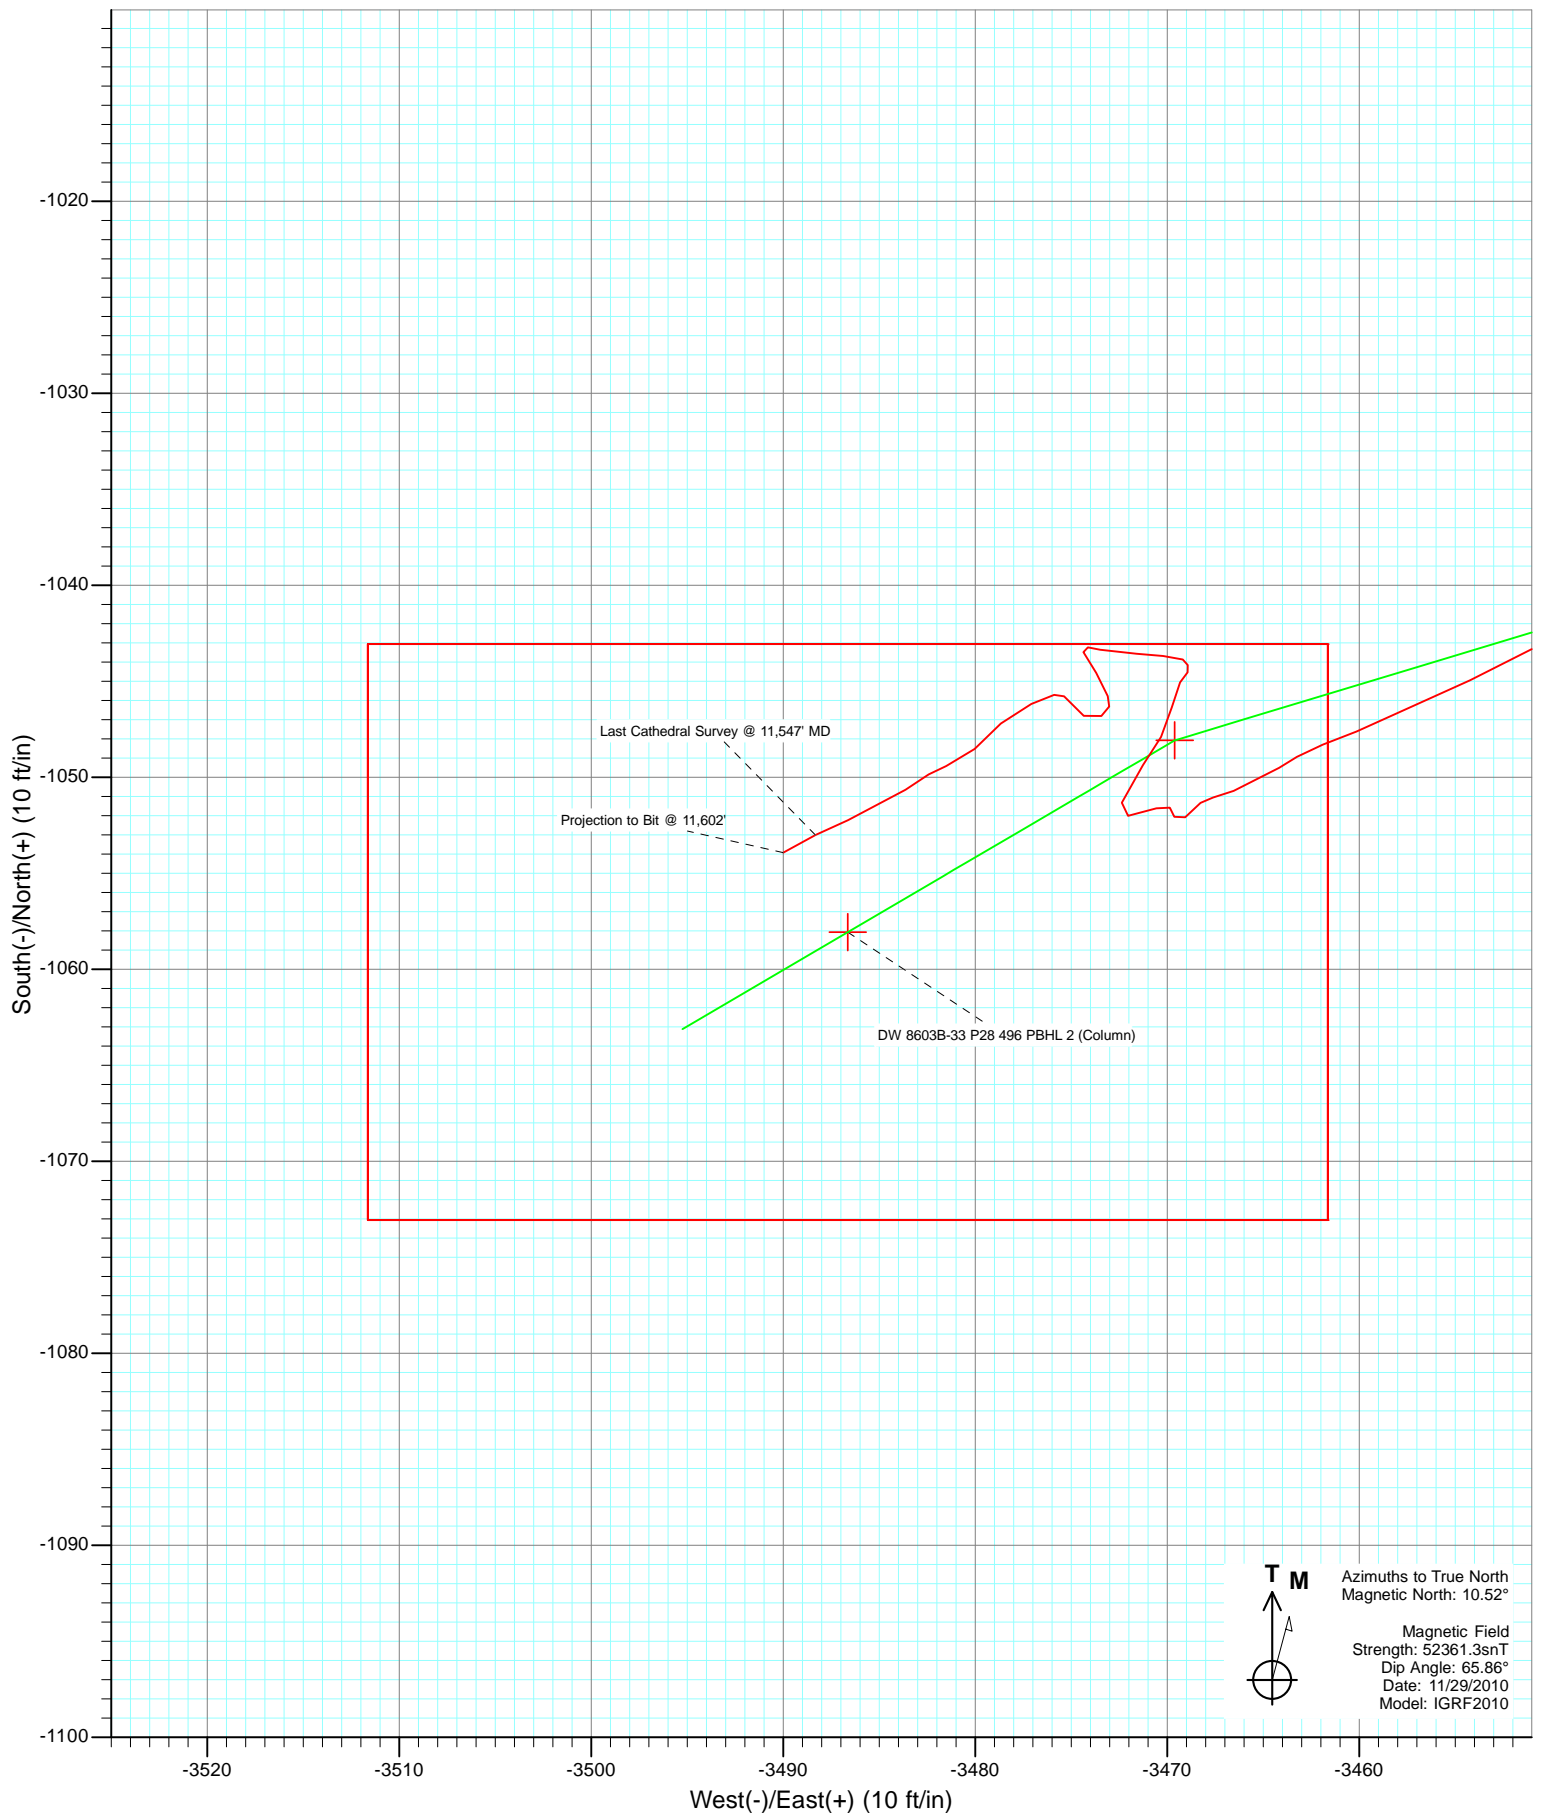 -1020
-1030
-1040
-1050
-1060
-1070
-1080
-1090
-1100
South(-)/North(+) (10 ft/in)
Last Cathedral Survey @ 11,547' MD
Projection to Bit @ 11,602'
DW 8603B-33 P28 496 PBHL 2 (Column)
T M
Azimuths to True North
Magnetic North: 10.52°
Magnetic Field
Strength: 52361.3snT
Dip Angle: 65.86°
Date: 11/29/2010
Model: IGRF2010
-3520 -3510 -3500 -3490 -3480 -3470 -3460
West(-)/East(+) (10 ft/in)